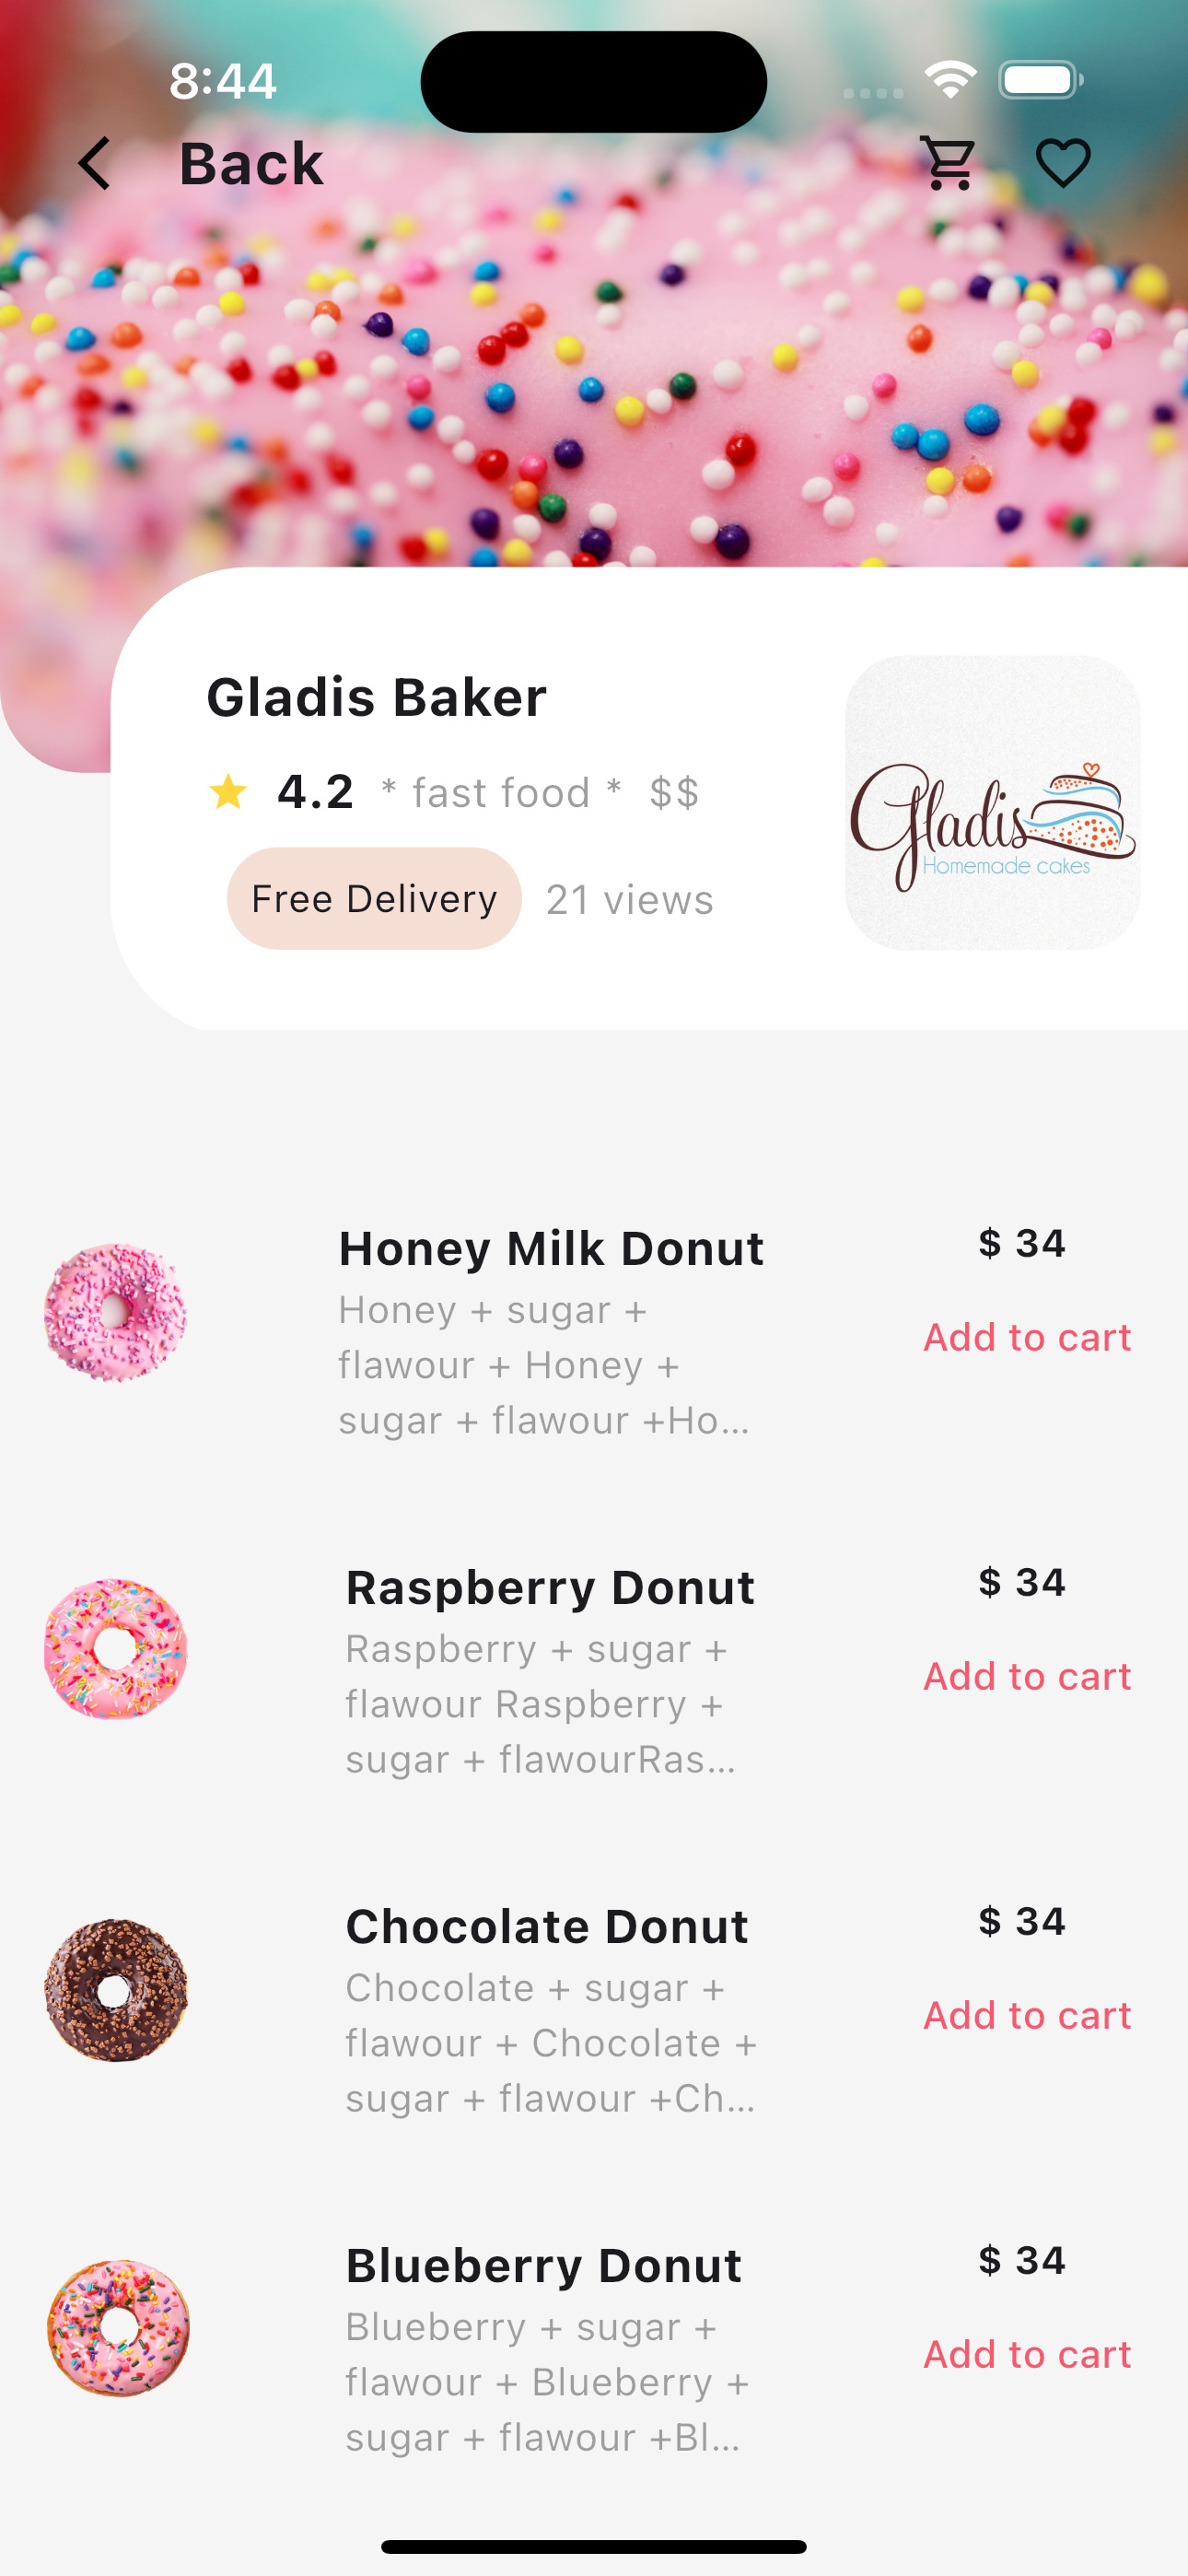 8:44
Back
Gladis Baker
4.2 * fast food * $$
Free Delivery 21 views
Gladis
Homemade cakes
Honey Milk Donut
$ 34
Honey + sugar +
flawour + Honey +
sugar + flawour +Ho...
Add to cart
Raspberry Donut
$ 34
Raspberry + sugar +
flawour Raspberry +
sugar + flawourRas...
Add to cart
Chocolate Donut
$ 34
Chocolate + sugar +
flawour + Chocolate +
sugar + flawour +Ch...
Add to cart
Blueberry Donut
$ 34
Blueberry + sugar +
flawour + Blueberry +
sugar + flawour +Bl...
Add to cart